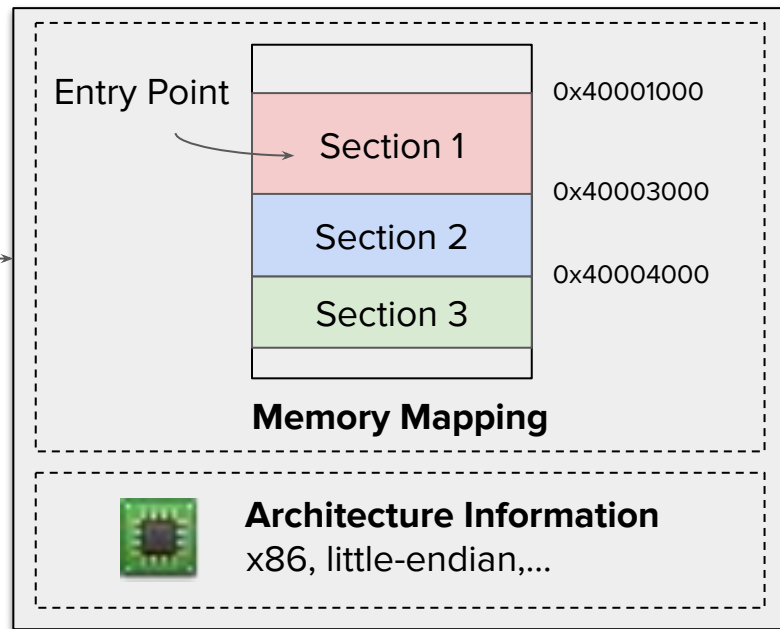 0x40001000
Entry Point
Section 1
0x40003000
Section 2
0x40004000
Section 3
Memory Mapping
Architecture Information
x86, little-endian,...